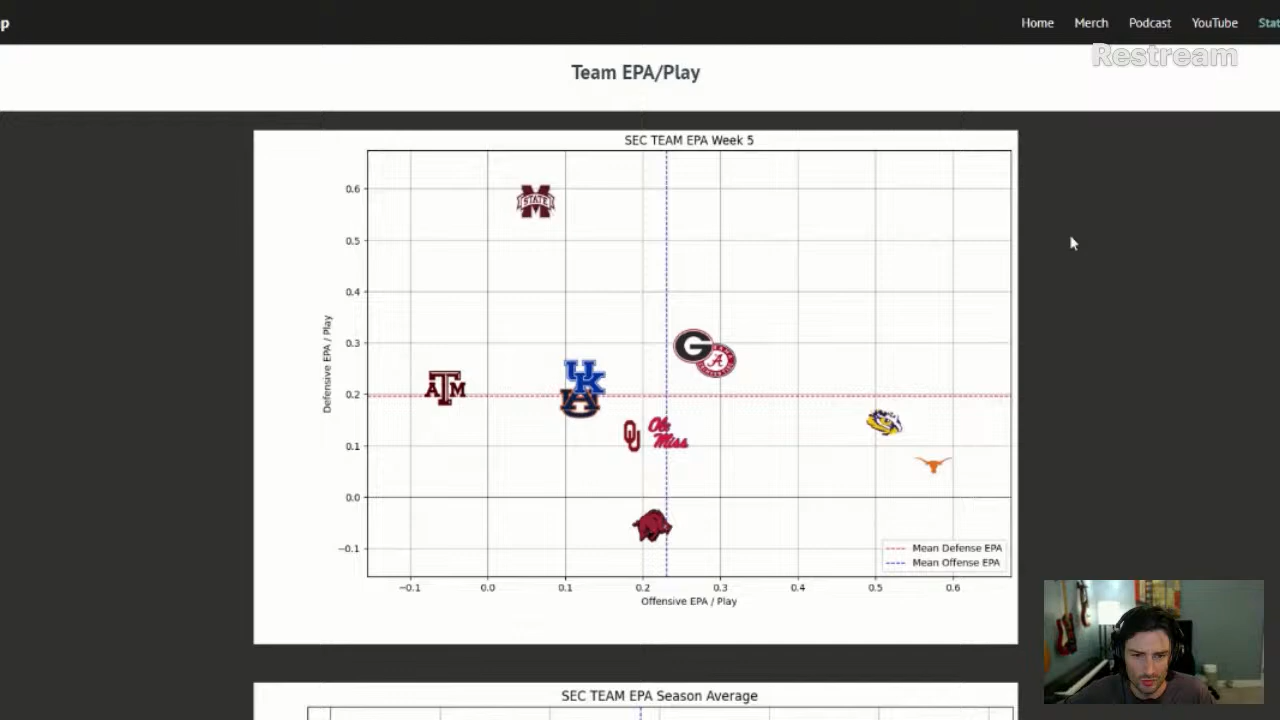 p
Home Merch Podcast YouTube Stat
Restream
Team EPA/Play
SEC TEAM EPA Week 5
0.6
STATE
0.5
0.4
0.3
G
A
Defensive EPA / Play
UK
ATM
0.2
AU
OU
Ole
Miss
0.1
0.0
−0.1
Mean Defense EPA
Mean Offense EPA
−0.1 0.0 0.1 0.2 0.3 0.4 0.5 0.6
Offensive EPA / Play
SEC TEAM EPA Season Average